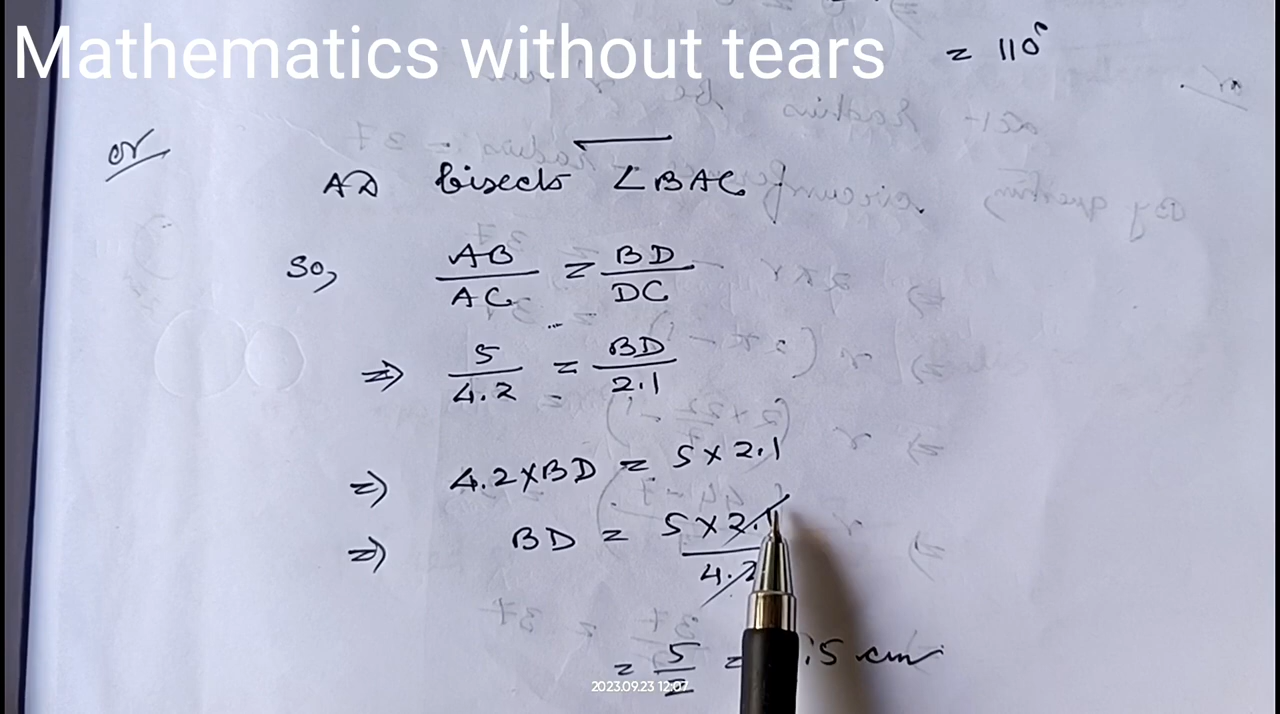 Mathematics without tears
= 110°
or
AD bisects ∠BAC
So, AB/AC = BD/DC
⇒ 5/4.2 = BD/2.1
⇒ 4.2×BD = 5×2.1
⇒ BD = 5×2.1/4.2
= 5/2 = .5 cm
2023.09.23 12:07